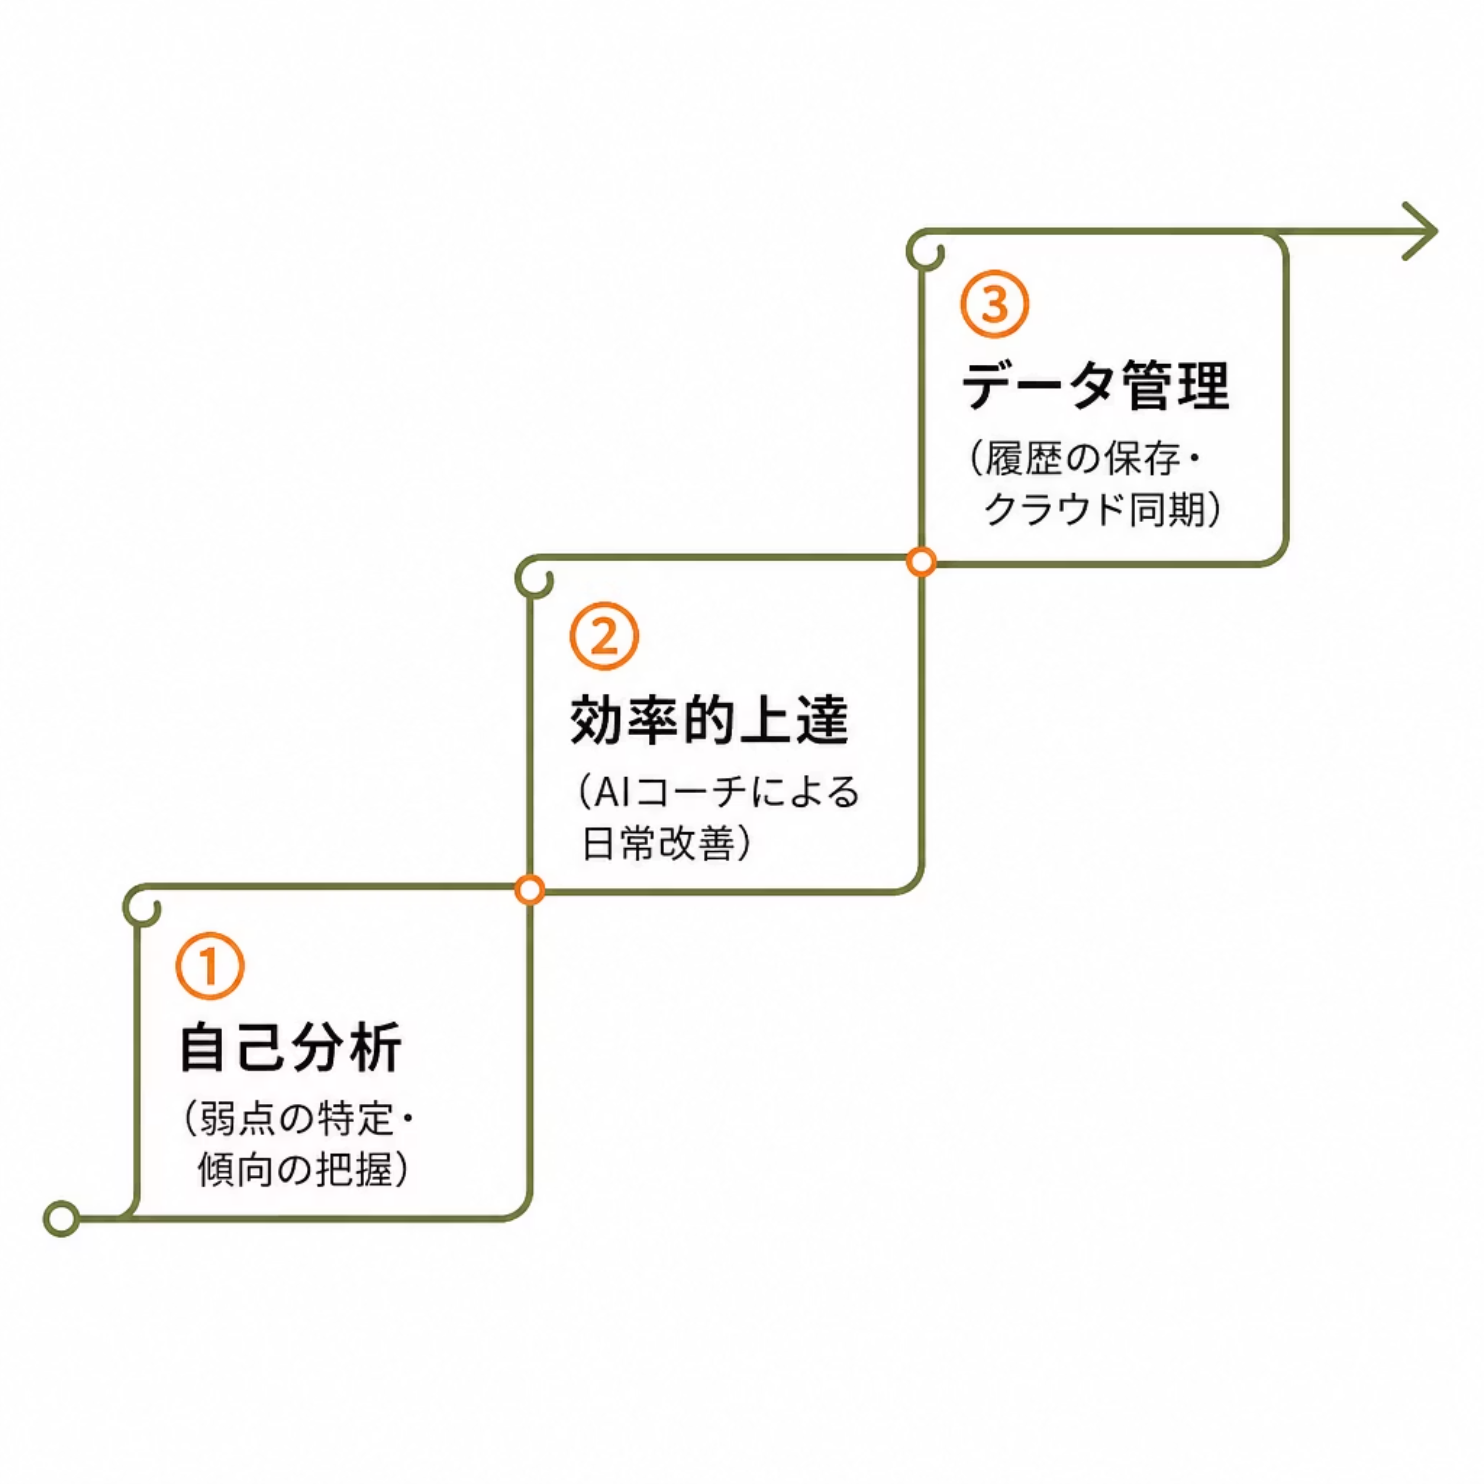 ①
自己分析
（弱点の特定・
傾向の把握）
②
効率的上達
（AIコーチによる
日常改善）
③
データ管理
（履歴の保存・
クラウド同期）